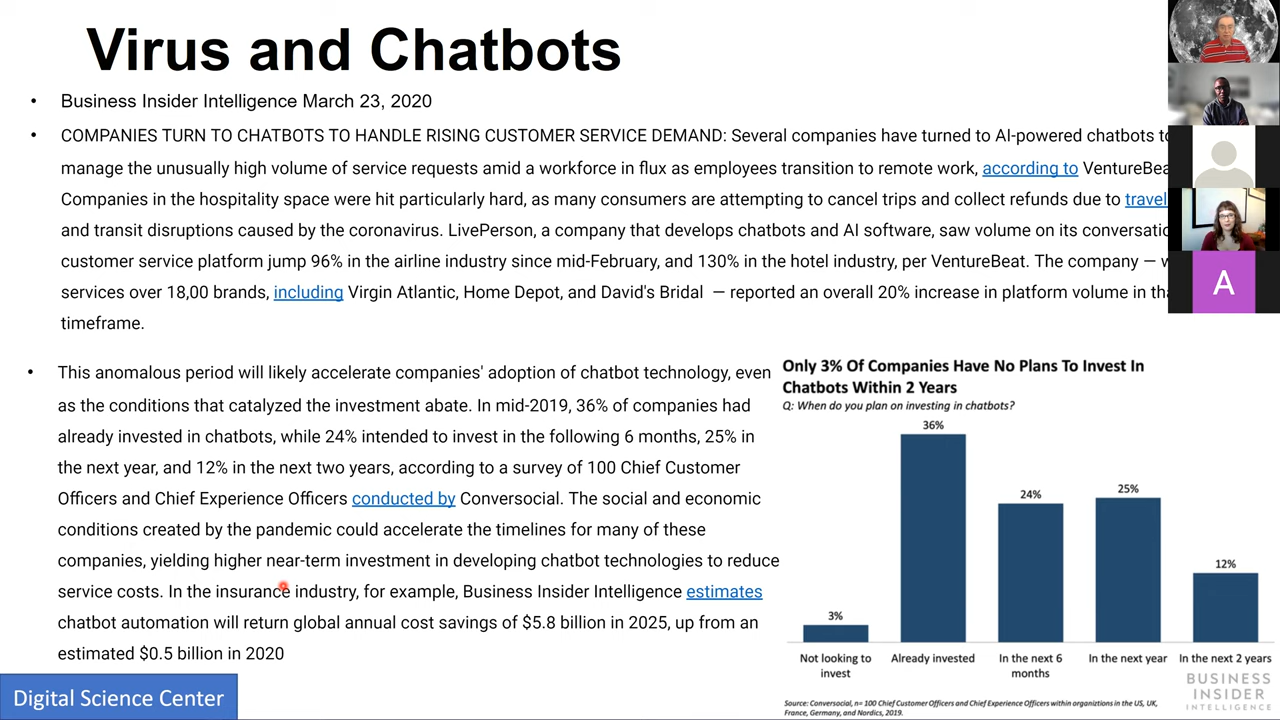 Virus and Chatbots
• Business Insider Intelligence March 23, 2020
• COMPANIES TURN TO CHATBOTS TO HANDLE RISING CUSTOMER SERVICE DEMAND: Several companies have turned to AI-powered chatbots to
manage the unusually high volume of service requests amid a workforce in flux as employees transition to remote work, according to VentureBea
Companies in the hospitality space were hit particularly hard, as many consumers are attempting to cancel trips and collect refunds due to travel
and transit disruptions caused by the coronavirus. LivePerson, a company that develops chatbots and AI software, saw volume on its conversatio
customer service platform jump 96% in the airline industry since mid-February, and 130% in the hotel industry, per VentureBeat. The company —
services over 18,00 brands, including Virgin Atlantic, Home Depot, and David's Bridal — reported an overall 20% increase in platform volume in
timeframe.
• This anomalous period will likely accelerate companies' adoption of chatbot technology, even
as the conditions that catalyzed the investment abate. In mid-2019, 36% of companies had
already invested in chatbots, while 24% intended to invest in the following 6 months, 25% in
the next year, and 12% in the next two years, according to a survey of 100 Chief Customer
Officers and Chief Experience Officers conducted by Conversocial. The social and economic
conditions created by the pandemic could accelerate the timelines for many of these
companies, yielding higher near-term investment in developing chatbot technologies to reduce
service costs. In the insurance industry, for example, Business Insider Intelligence estimates
chatbot automation will return global annual cost savings of $5.8 billion in 2025, up from an
estimated $0.5 billion in 2020
Only 3% Of Companies Have No Plans To Invest In
Chatbots Within 2 Years
Q: When do you plan on investing in chatbots?
3%
36%
24%
25%
12%
Not looking to
invest
Already invested
In the next 6
months
In the next year
In the next 2 years
Source: Conversocial, n= 100 Chief Customer Officers and Chief Experience Officers within organiztions in the US, UK,
France, Germany, and Nordics, 2019.
BUSINESS
INSIDER
INTELLIGENCE
Digital Science Center
A